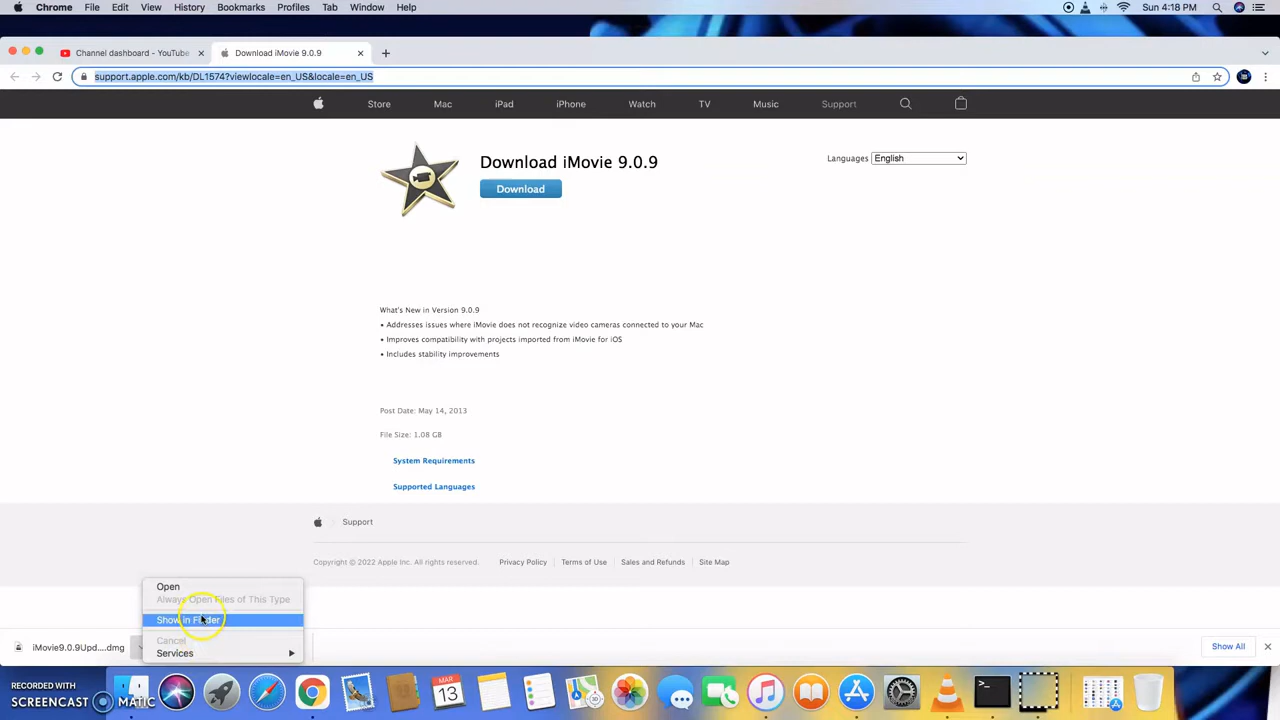 Chrome File Edit View History Bookmarks Profiles Tab Window Help Sun 4:18 PM
Channel dashboard - YouTube Download iMovie 9.0.9
support.apple.com/kb/DL1574?viewlocale=en_US&locale=en_US
Store Mac iPad iPhone Watch TV Music Support
Download iMovie 9.0.9
Languages English
Download
What's New in Version 9.0.9
• Addresses issues where iMovie does not recognize video cameras connected to your Mac
• Improves compatibility with projects imported from iMovie for iOS
• Includes stability improvements
Post Date: May 14, 2013
File Size: 1.08 GB
System Requirements
Supported Languages
Support
Copyright © 2022 Apple Inc. All rights reserved. Privacy Policy Terms of Use Sales and Refunds Site Map
Open
Always Open Files of This Type
Show in Finder
Cancel
Services
iMovie9.0.9Upd....dmg
Show All
RECORDED WITH
SCREENCAST MATIC
MAR
13